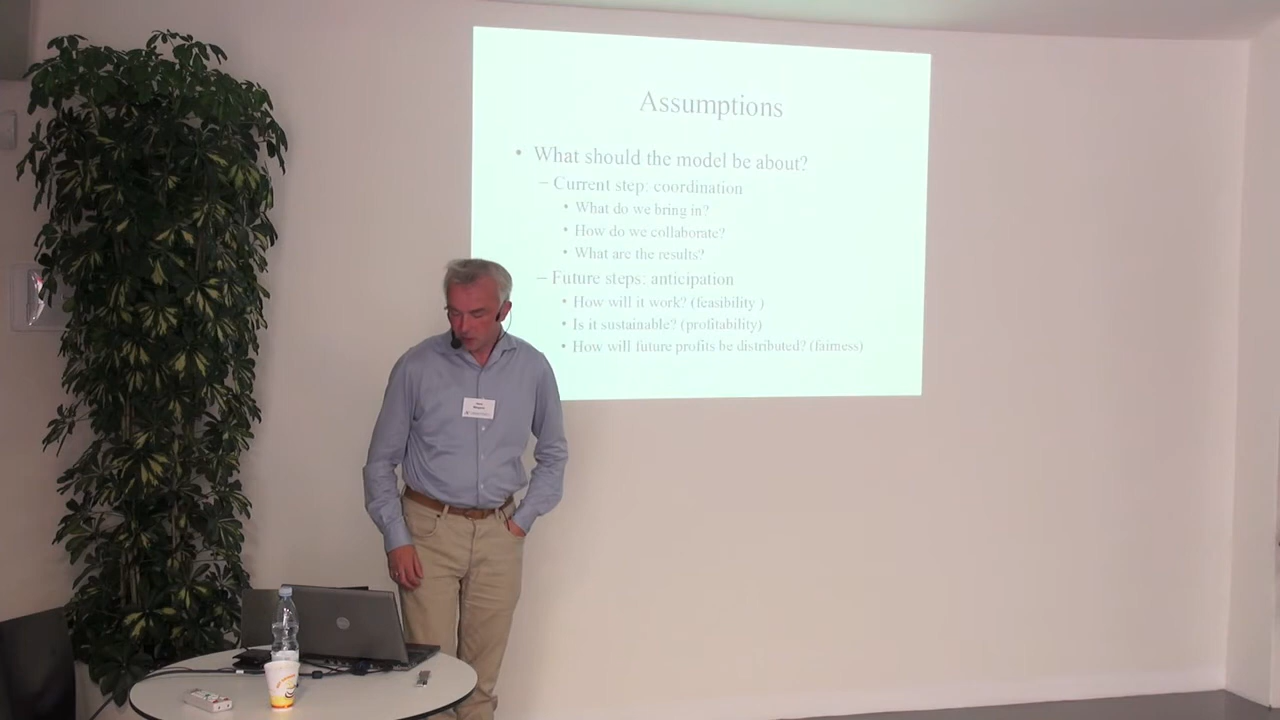 Assumptions
• What should the model be about?
– Current step: coordination
• What do we bring in?
• How do we collaborate?
• What are the results?
– Future steps: anticipation
• How will it work? (feasibility )
• Is it sustainable? (profitability)
• How will future profits be distributed? (fairness)